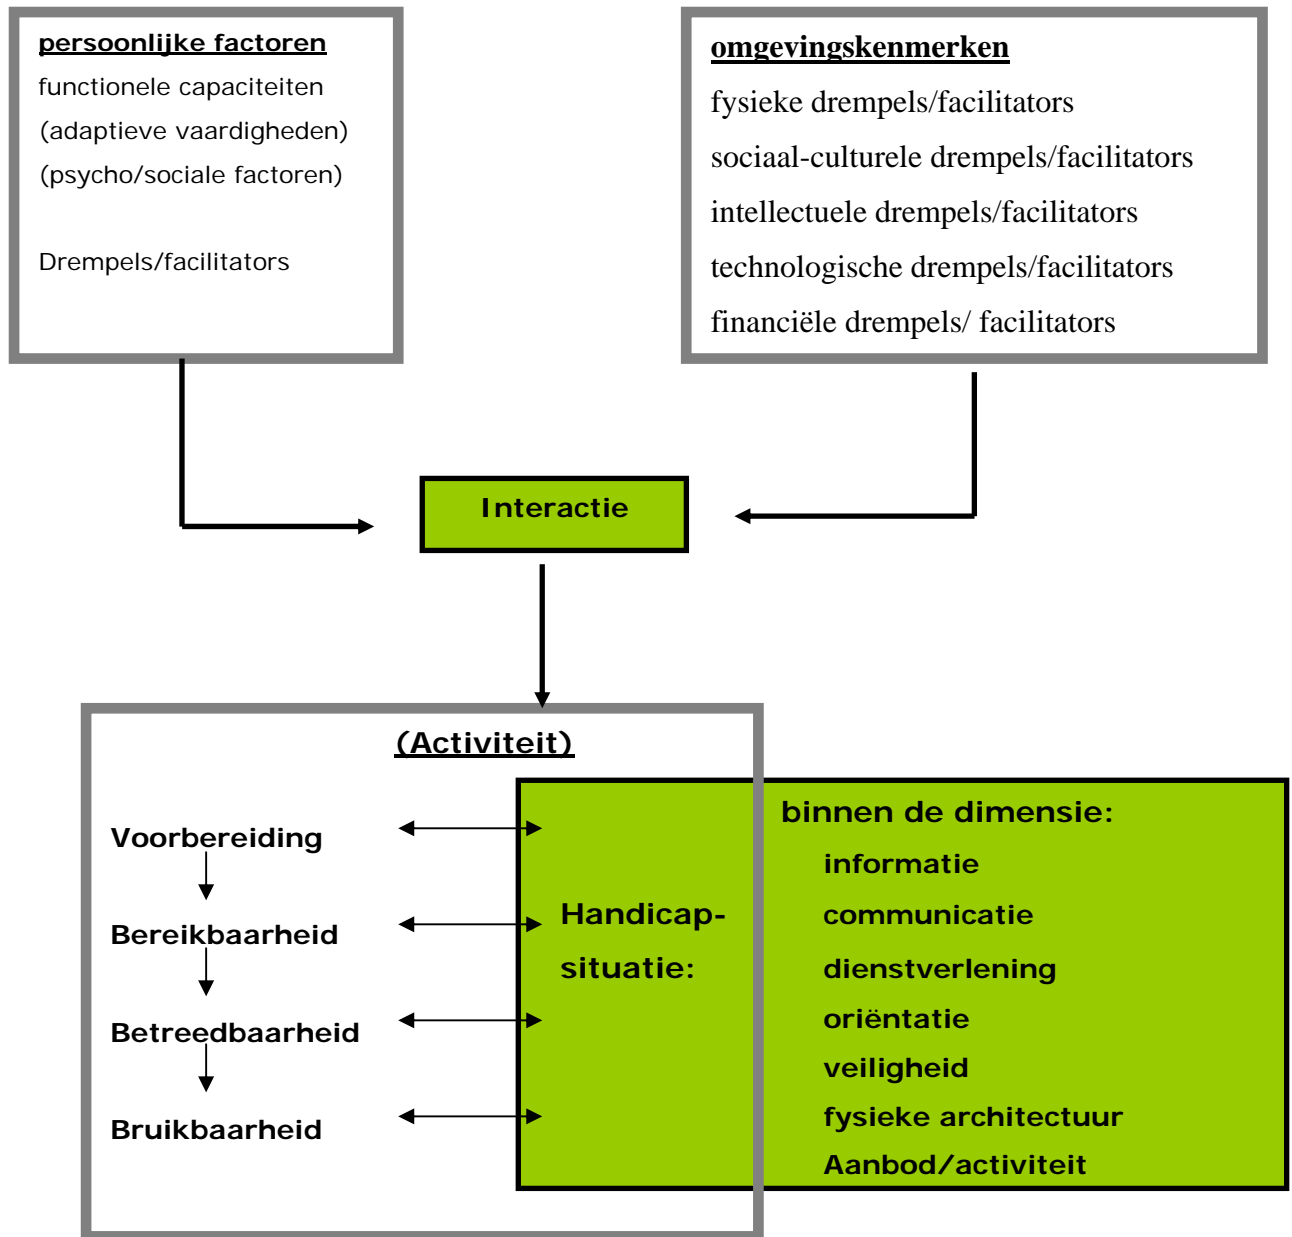 persoonlijke factoren
functionele capaciteiten
(adaptieve vaardigheden)
(psycho/sociale factoren)
Drempels/facilitators
omgevingskenmerken
fysieke drempels/facilitators
sociaal-culturele drempels/facilitators
intellectuele drempels/facilitators
technologische drempels/facilitators
financiële drempels/ facilitators
Interactie
(Activiteit)
Voorbereiding
Bereikbaarheid
Betreedbaarheid
Bruikbaarheid
Handicap-
situatie:
binnen de dimensie:
informatie
communicatie
dienstverlening
oriëntatie
veiligheid
fysieke architectuur
Aanbod/activiteit